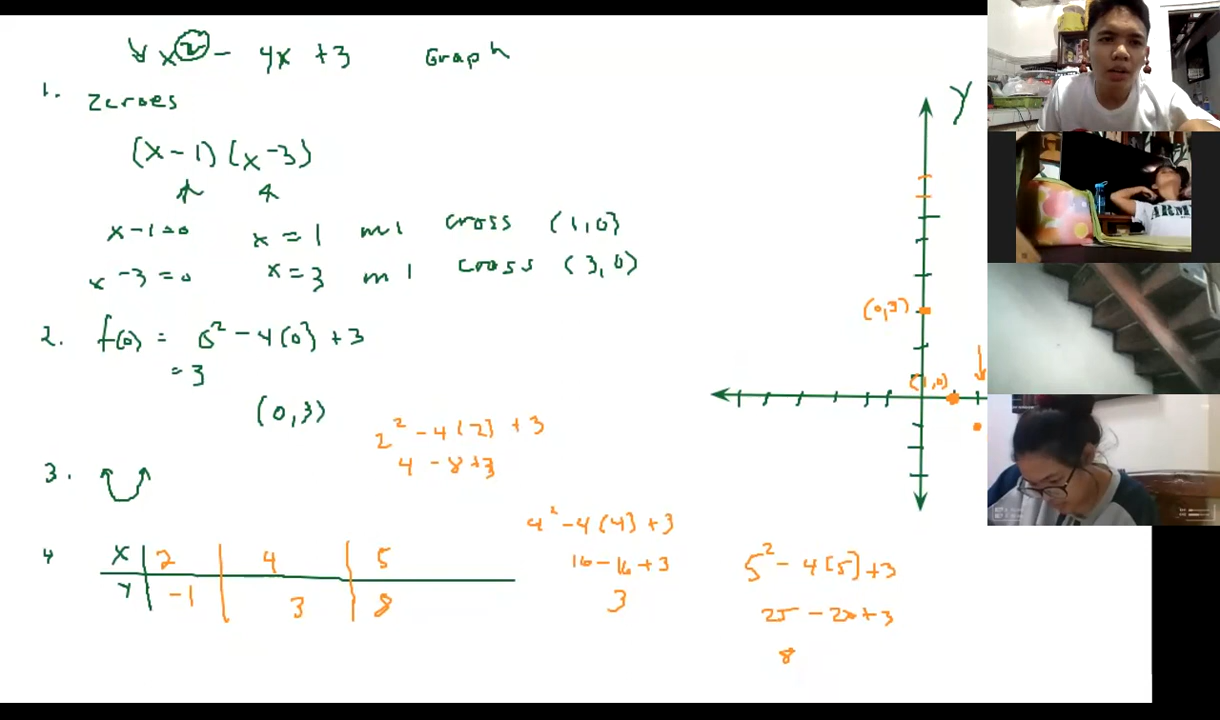 x² - 4x + 3 Graph
1. Zeroes
(x - 1) (x - 3)
x - 1 = 0 x = 1 m 1 cross (1, 0)
x - 3 = 0 x = 3 m 1 cross (3, 0)
2. f(0) = 0² - 4(0) + 3
= 3
(0, 3)
2² - 4(2) + 3
4 - 8 + 3
3.
4² - 4(4) + 3
16 - 16 + 3
3
4 X 2 4 5
Y -1 3 8
5² - 4(5) + 3
25 - 20 + 3
8
Y
(0, 3)
(1, 0)
ARM